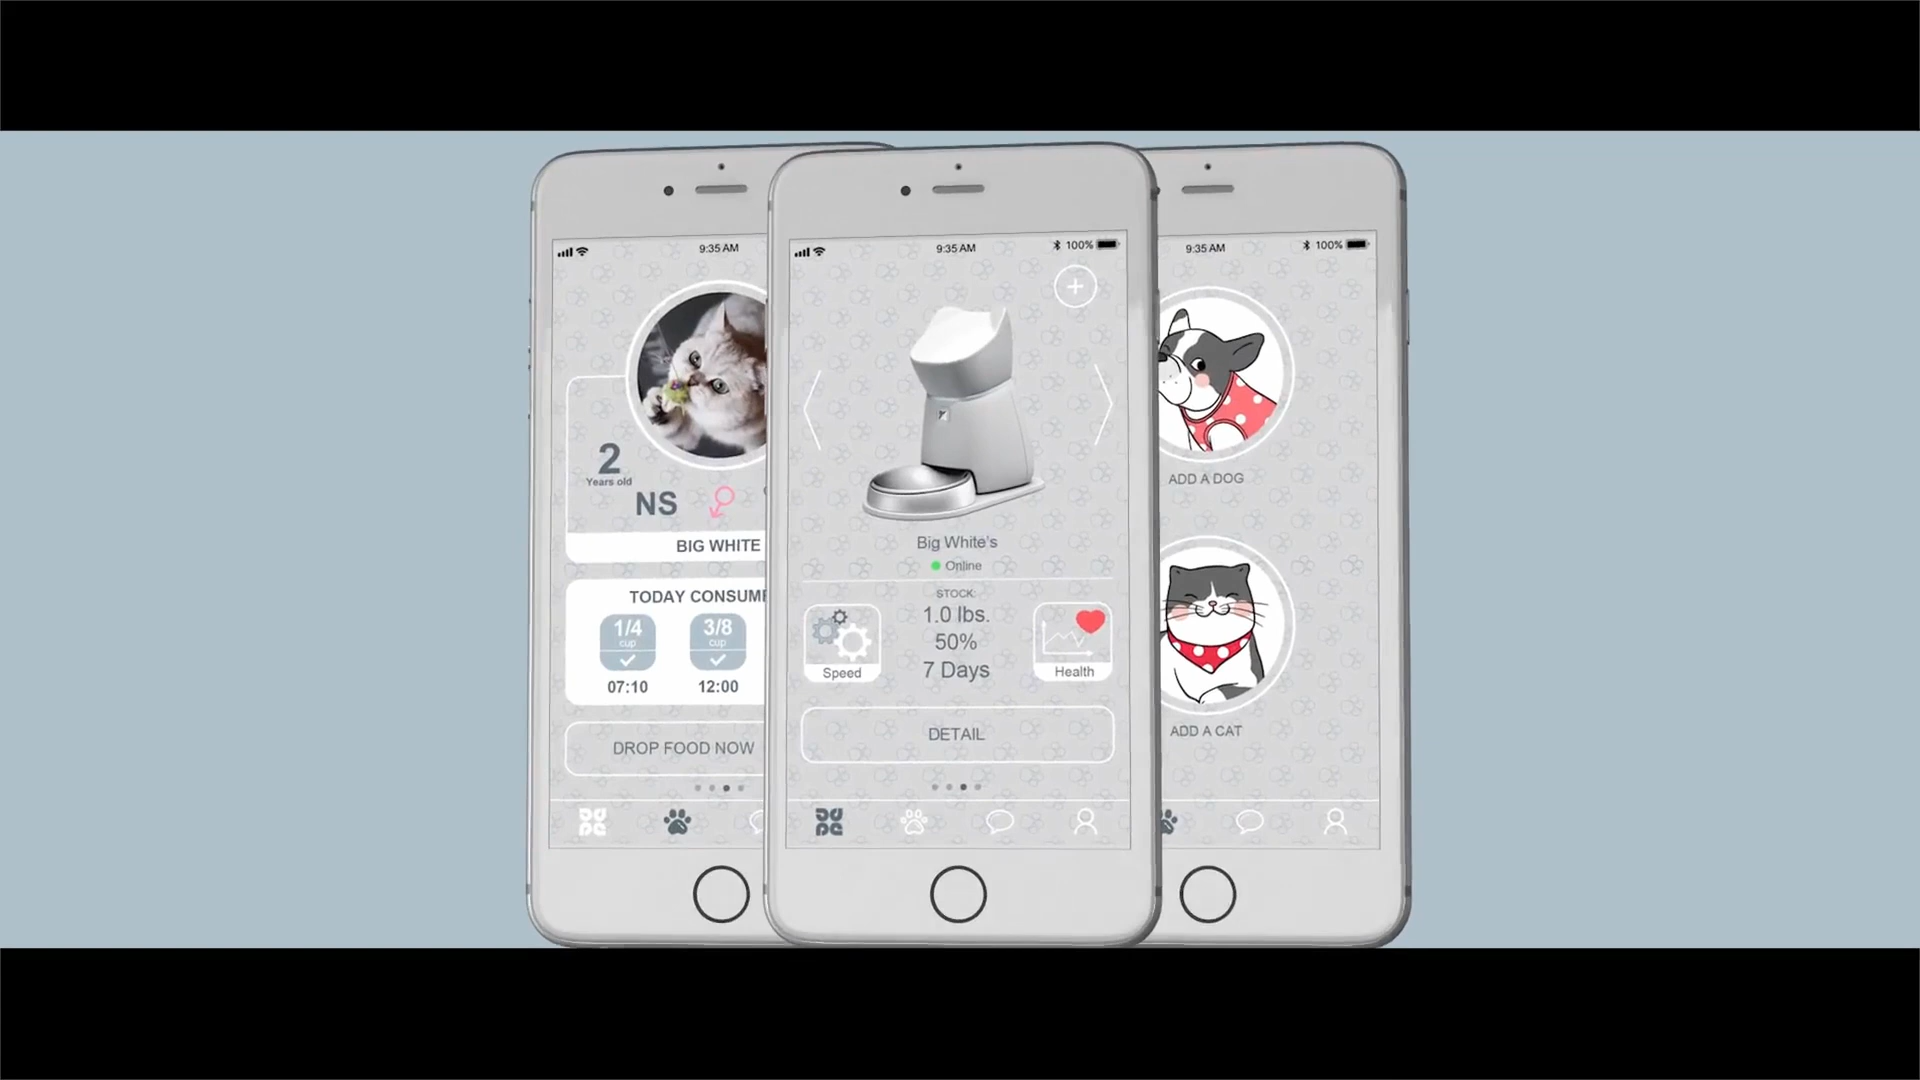 9:35 AM
2
Years old
NS
BIG WHITE
TODAY CONSUM
1/4
cup
3/8
cup
07:10
12:00
DROP FOOD NOW
9:35 AM
100%
Big White's
Online
STOCK:
1.0 lbs.
50%
7 Days
Speed
Health
DETAIL
9:35 AM
100%
ADD A DOG
ADD A CAT